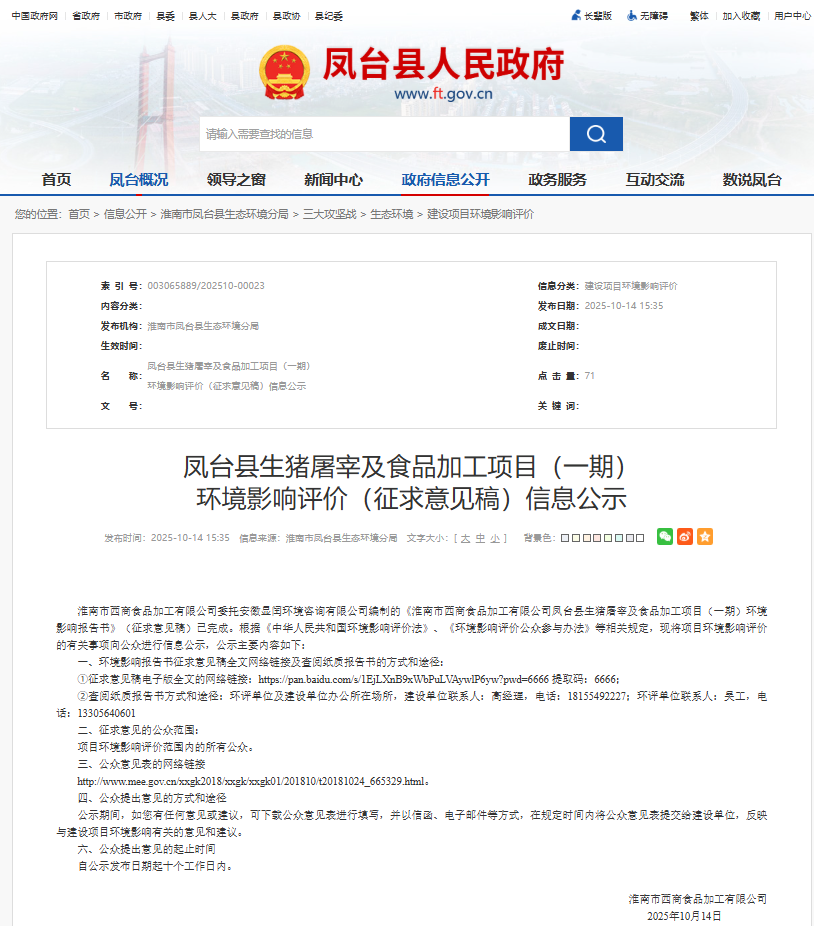 中国政府网 省政府 市政府 县委 县人大 县政府 县政协 县纪委 长辈版 无障碍 繁体 加入收藏 用户中心
凤台县人民政府
www.ft.gov.cn
请输入需要查找的信息
首页 凤台概况 领导之窗 新闻中心 政府信息公开 政务服务 互动交流 数说凤台
您的位置：首页 > 信息公开 > 淮南市凤台县生态环境分局 > 三大攻坚战 > 生态环境 > 建设项目环境影响评价
索 引 号：003065889/202510-00023 信息分类：建设项目环境影响评价
内容分类： 发布日期：2025-10-14 15:35
发布机构：淮南市凤台县生态环境分局 成文日期：
生效时间： 废止时间：
名 称：凤台县生猪屠宰及食品加工项目（一期）
环境影响评价（征求意见稿）信息公示 点 击 量：71
文 号： 关 键 词：
凤台县生猪屠宰及食品加工项目（一期）
环境影响评价（征求意见稿）信息公示
发布时间：2025-10-14 15:35 信息来源：淮南市凤台县生态环境分局 文字大小：[ 大 中 小 ] 背景色：
淮南市西商食品加工有限公司委托安徽显闰环境咨询有限公司编制的《淮南市西商食品加工有限公司凤台县生猪屠宰及食品加工项目（一期）环境
影响报告书》（征求意见稿）已完成。根据《中华人民共和国环境影响评价法》、《环境影响评价公众参与办法》等相关规定，现将项目环境影响评价
的有关事项向公众进行信息公示，公示主要内容如下：
一、环境影响报告书征求意见稿全文网络链接及查阅纸质报告书的方式和途径：
①征求意见稿电子版全文的网络链接：https://pan.baidu.com/s/1EjLXnB9xWbPuLVAywlP6yw?pwd=6666 提取码：6666；
②查阅纸质报告书方式和途径：环评单位及建设单位办公所在场所，建设单位联系人：高经理，电话：18155492227；环评单位联系人：吴工，电
话：13305640601
二、征求意见的公众范围：
项目环境影响评价范围内的所有公众。
三、公众意见表的网络链接
http://www.mee.gov.cn/xxgk2018/xxgk/xxgk01/201810/t20181024_665329.html。
四、公众提出意见的方式和途径
公示期间，如您有任何意见或建议，可下载公众意见表进行填写，并以信函、电子邮件等方式，在规定时间内将公众意见表提交给建设单位，反映
与建设项目环境影响有关的意见和建议。
六、公众提出意见的起止时间
自公示发布日期起十个工作日内。
淮南市西商食品加工有限公司
2025年10月14日